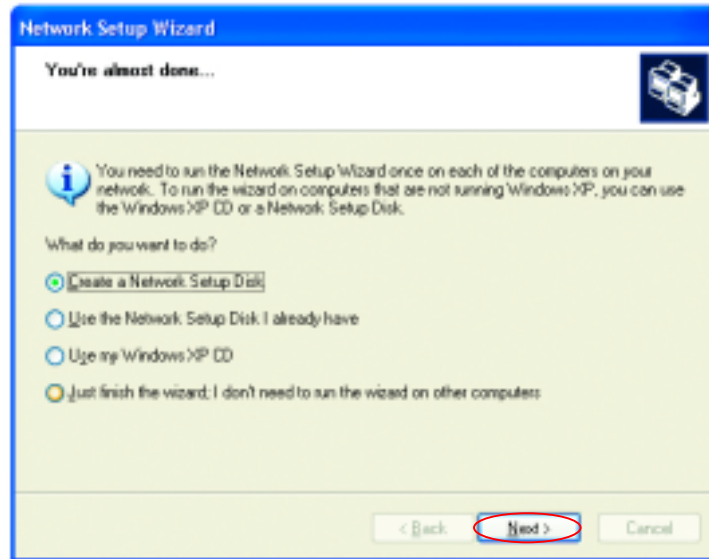 Network Setup Wizard
You're almost done...
You need to run the Network Setup Wizard once on each of the computers on your
network. To run the wizard on computers that are not running Windows XP, you can use
the Windows XP CD or a Network Setup Disk.
What do you want to do?
Create a Network Setup Disk
Use the Network Setup Disk I already have
Use my Windows XP CD
Just finish the wizard; I don't need to run the wizard on other computers
< Back
Next >
Cancel